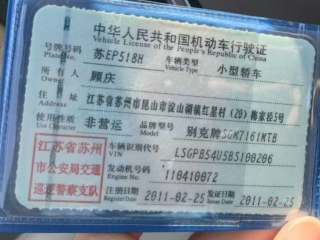 中华人民共和国机动车行驶证
Vehicle License of the People's Republic of China
号牌号码 苏EP518H 车辆类型 小型轿车
Plate No. Vehicle Type
所有人 顾庆
Owner
住址 江苏省苏州市昆山市淀山湖镇红星村(29)梅家径5号
Address
使用性质 非营运 品牌型号 别克牌SGM7161MTB
Use Character Model
江苏省苏州
市公安局交通
巡逻警察支队
车辆识别代号 LSGPB54U5BS100206
VIN
发动机号码 110410072
Engine No.
注册日期 2011-02-25 发证日期 2011-02-25
Register Date Issue Date